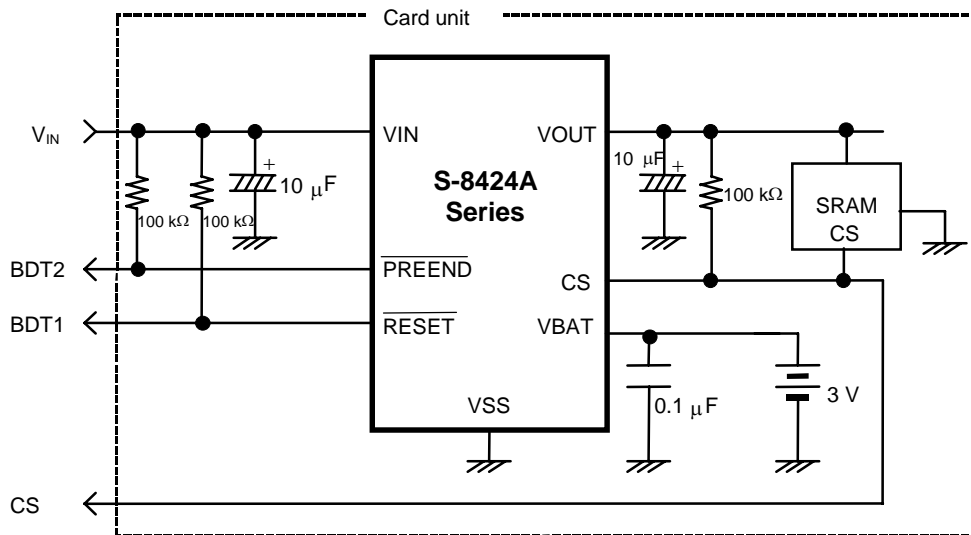 Card unit
V_IN
VIN
VOUT
+
10 µF
100 kΩ
100 kΩ
S-8424A
Series
10 µF
+
100 kΩ
SRAM
CS
BDT2
PREEND
CS
BDT1
RESET
VBAT
VSS
0.1 µF
3 V
CS